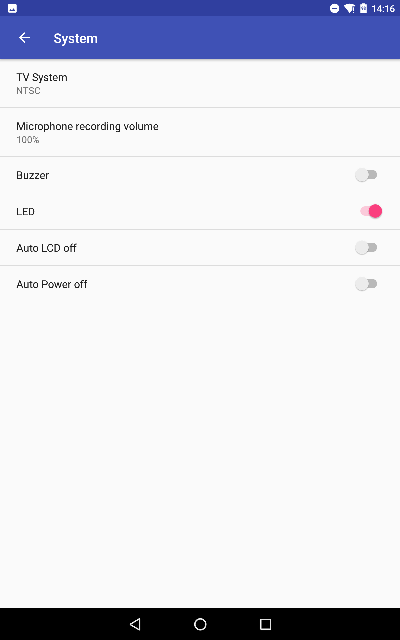 14:16
System
TV System
NTSC
Microphone recording volume
100%
Buzzer
LED
Auto LCD off
Auto Power off